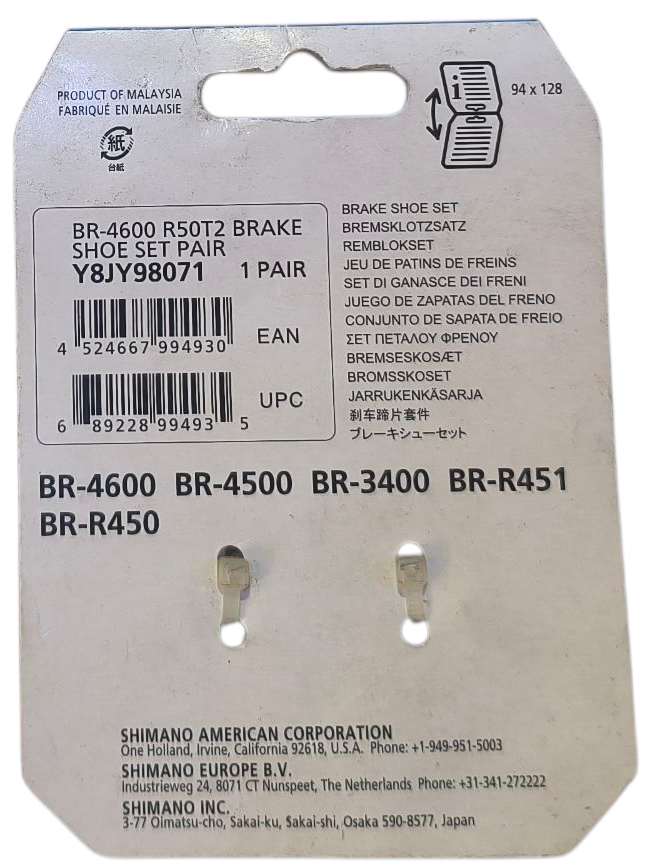 PRODUCT OF MALAYSIA
FABRIQUÉ EN MALAISIE
紙
台紙
i
94 x 128
BR-4600 R50T2 BRAKE
SHOE SET PAIR
Y8JY98071 1 PAIR
4 524667 994930
EAN
6 89228 99493 5
UPC
BRAKE SHOE SET
BREMSKLOTZSATZ
REMBLOKSET
JEU DE PATINS DE FREINS
SET DI GANASCE DEI FRENI
JUEGO DE ZAPATAS DEL FRENO
CONJUNTO DE SAPATA DE FREIO
ΣΕΤ ΠΕΤΑΛΟΥ ΦΡΕΝΟΥ
BREMSESKOSÆT
BROMSSKOSET
JARRUKENKÄSARJA
刹车蹄片套件
ブレーキシューセット
BR-4600 BR-4500 BR-3400 BR-R451
BR-R450
SHIMANO AMERICAN CORPORATION
One Holland, Irvine, California 92618, U.S.A. Phone: +1-949-951-5003
SHIMANO EUROPE B.V.
Industrieweg 24, 8071 CT Nunspeet, The Netherlands Phone: +31-341-272222
SHIMANO INC.
3-77 Oimatsu-cho, Sakai-ku, Sakai-shi, Osaka 590-8577, Japan